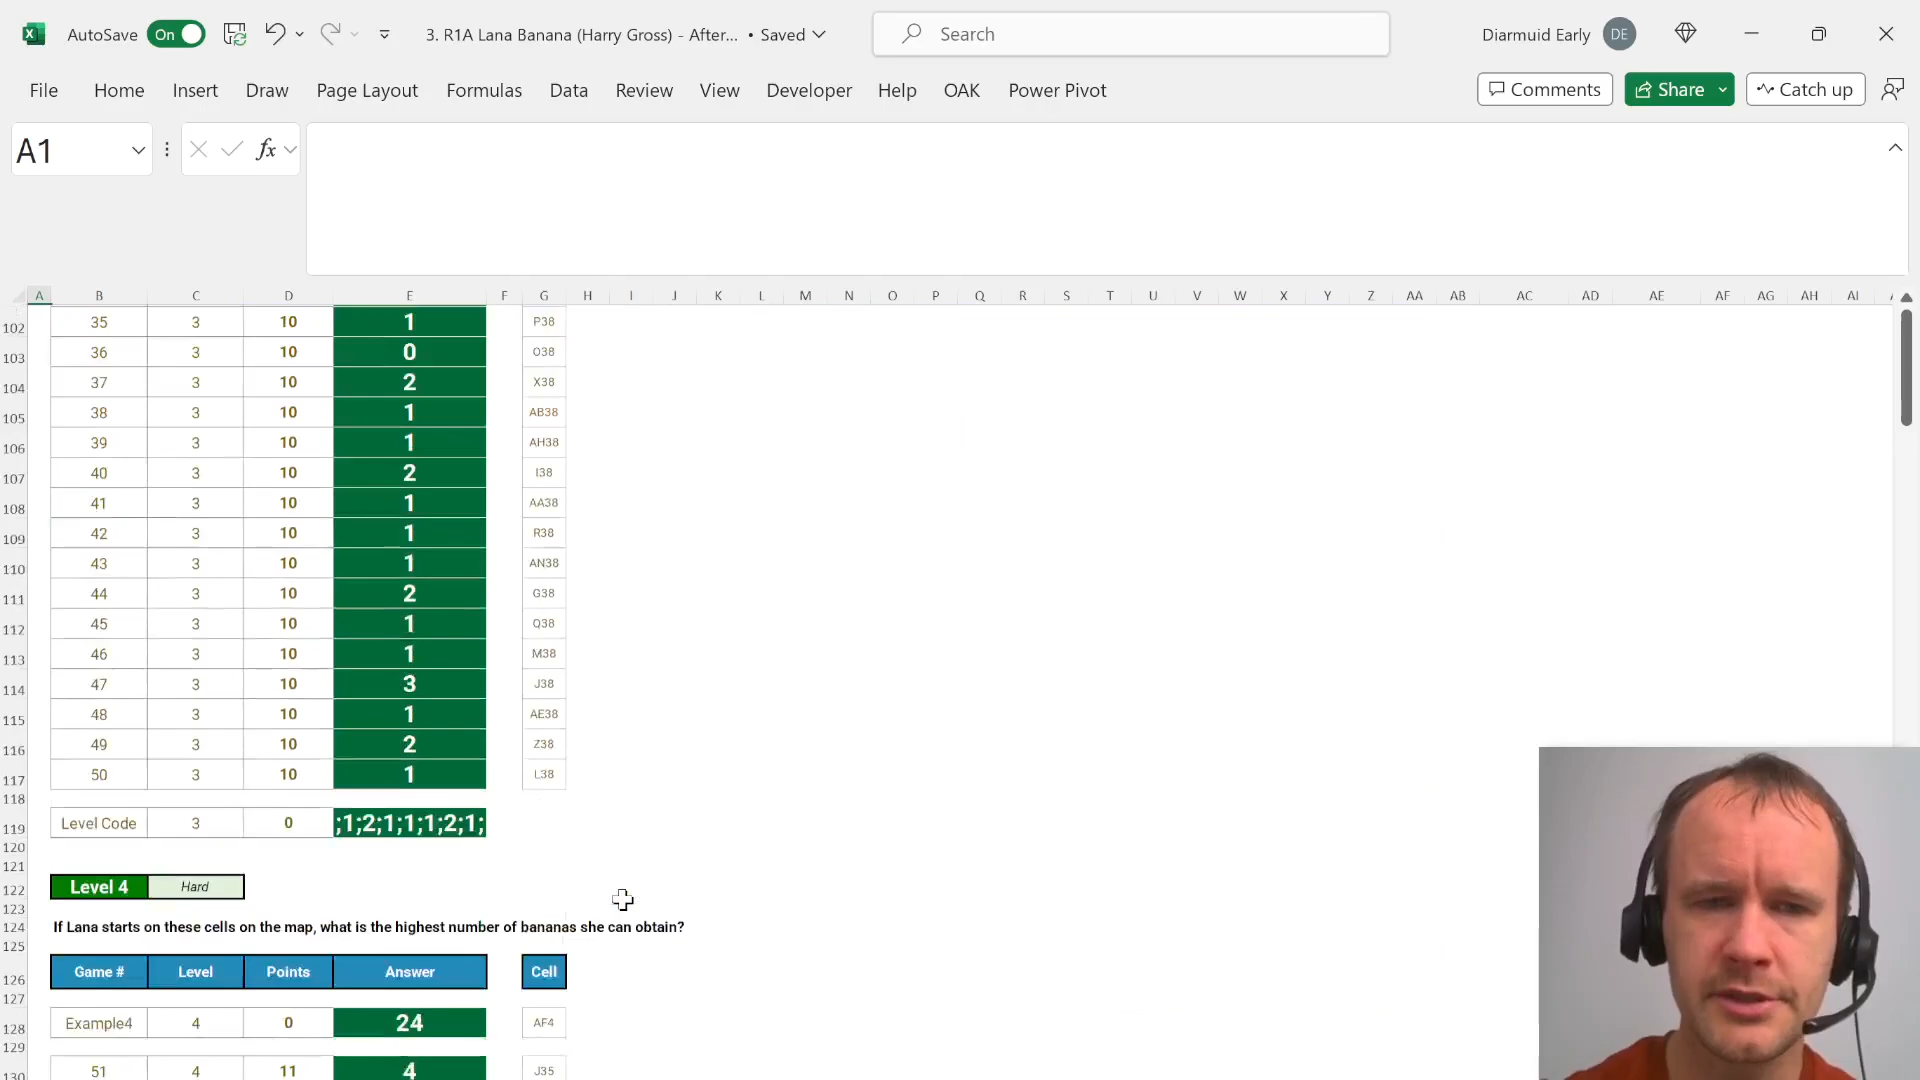 AutoSave On 3. R1A Lana Banana (Harry Gross) - After... • Saved Search Diarmuid Early DE
File Home Insert Draw Page Layout Formulas Data Review View Developer Help OAK Power Pivot Comments Share Catch up
A1 fx
A B C D E F G H I J K L M N O P Q R S T U V W X Y Z AA AB AC AD AE AF AG AH AI
102 35 3 10 1 P38
103 36 3 10 0 O38
104 37 3 10 2 X38
105 38 3 10 1 AB38
106 39 3 10 1 AH38
107 40 3 10 2 I38
108 41 3 10 1 AA38
109 42 3 10 1 R38
110 43 3 10 1 AN38
111 44 3 10 2 G38
112 45 3 10 1 Q38
113 46 3 10 1 M38
114 47 3 10 3 J38
115 48 3 10 1 AE38
116 49 3 10 2 Z38
117 50 3 10 1 L38
118
119 Level Code 3 0 ;1;2;1;1;1;2;1;
120
121
122 Level 4 Hard
123
124 If Lana starts on these cells on the map, what is the highest number of bananas she can obtain?
125
126 Game # Level Points Answer Cell
127
128 Example4 4 0 24 AF4
129
130 51 4 11 4 J35